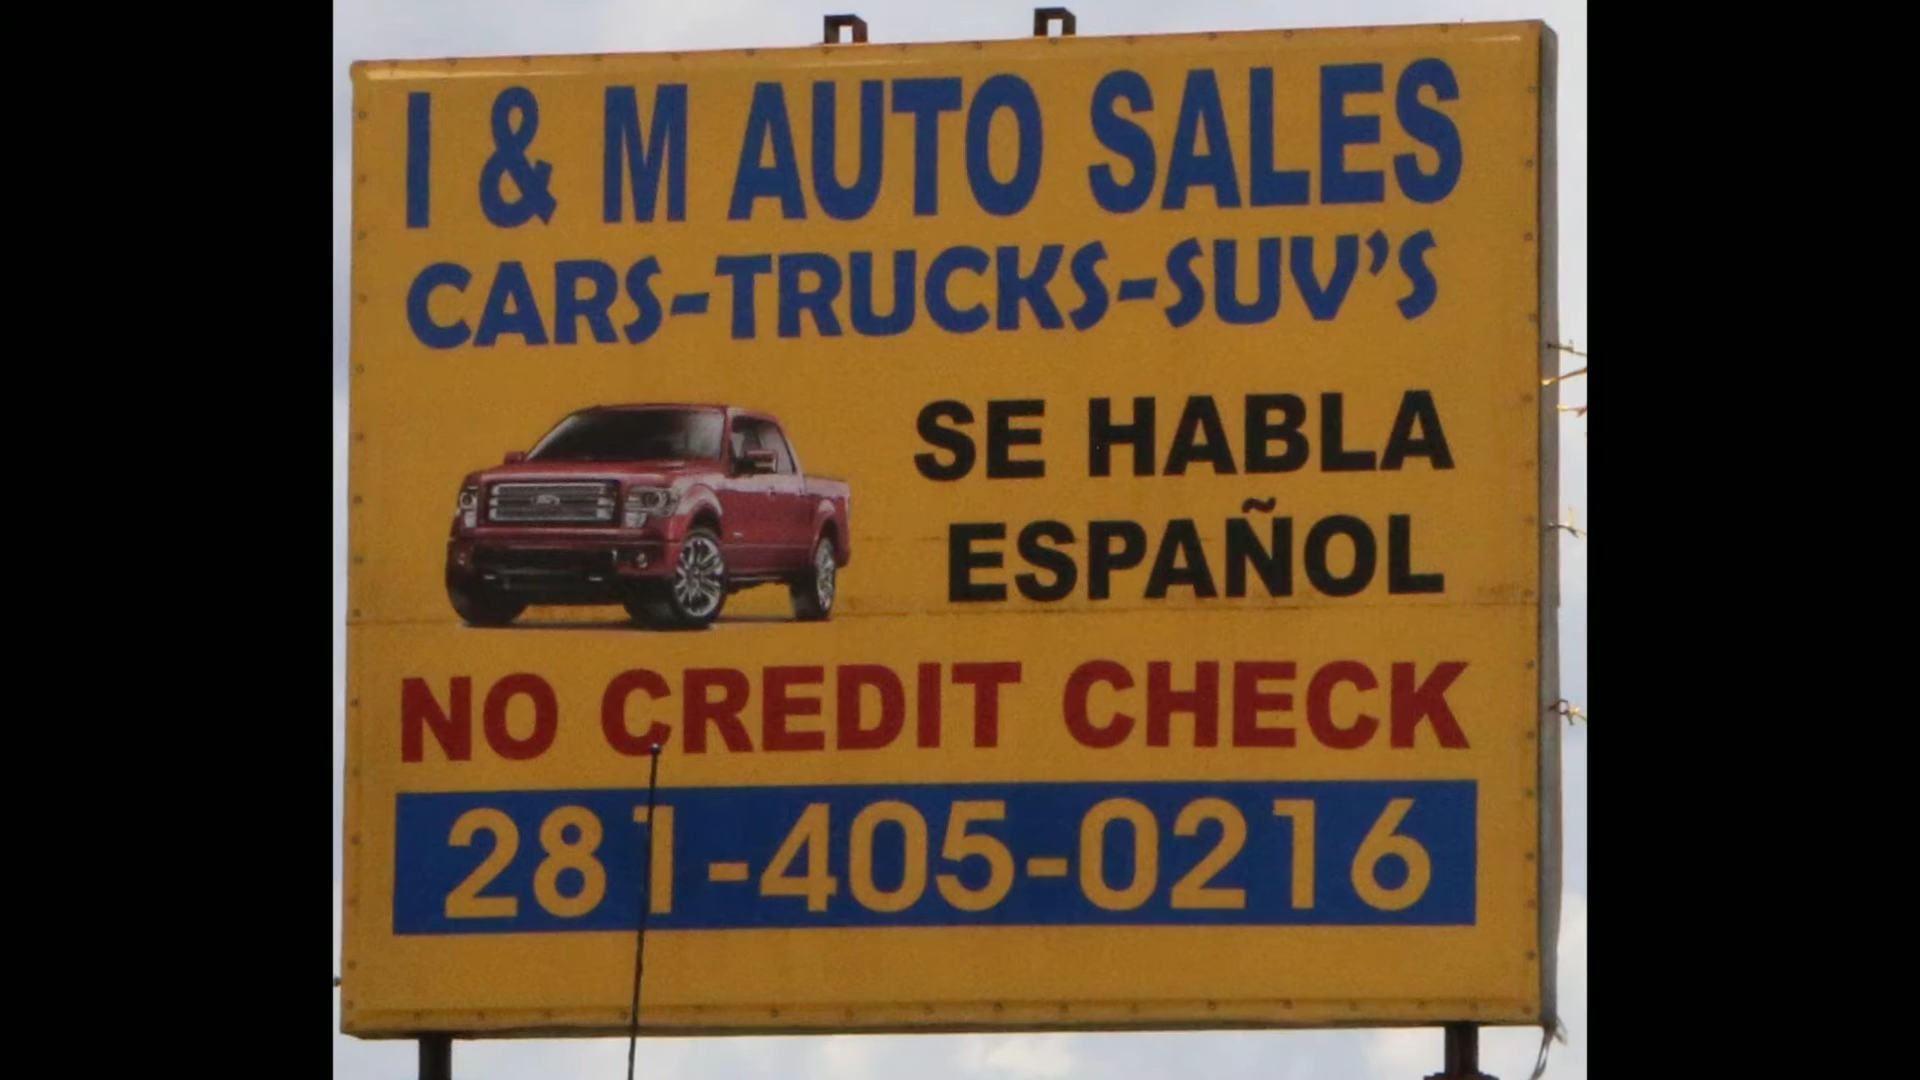 I & M AUTO SALES
CARS-TRUCKS-SUV'S
SE HABLA
ESPAÑOL
NO CREDIT CHECK
281-405-0216